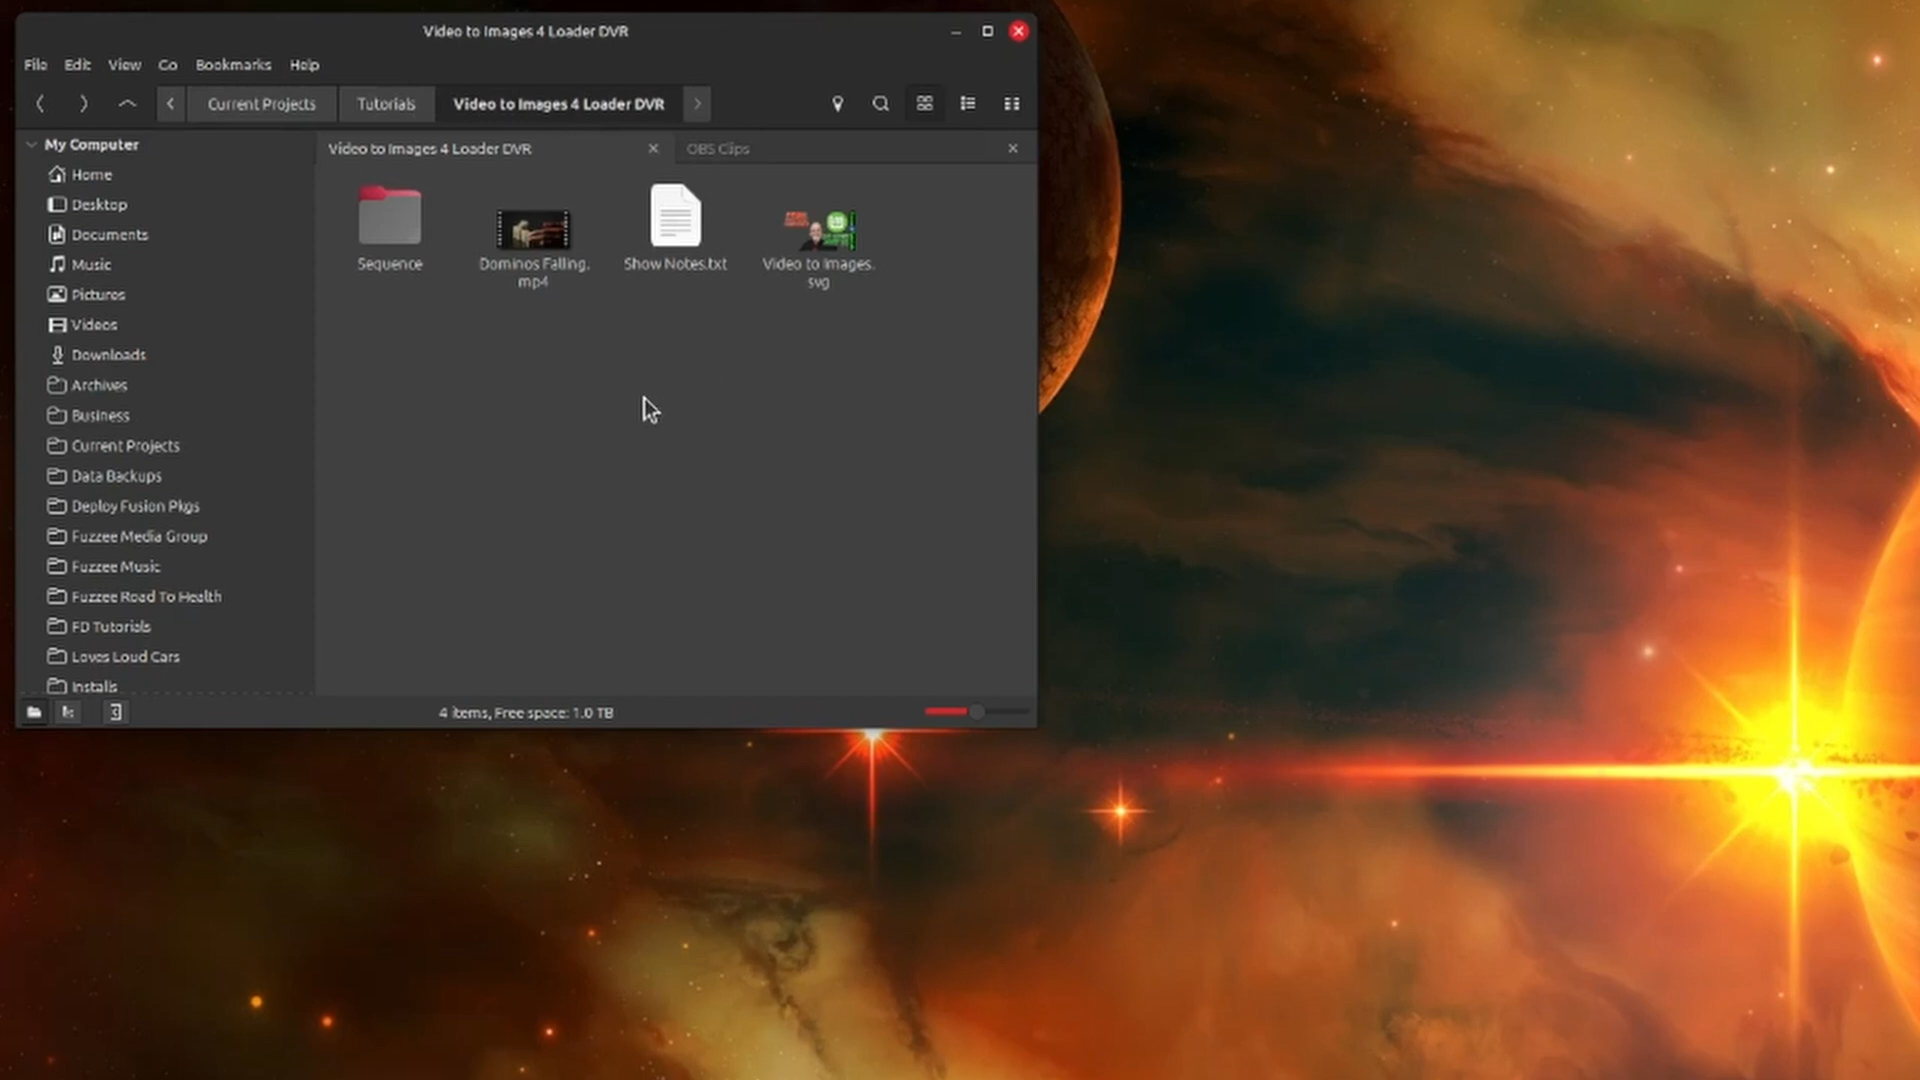 Video to Images 4 Loader DVR
File Edit View Go Bookmarks Help
Current Projects Tutorials Video to Images 4 Loader DVR
My Computer
Home
Desktop
Documents
Music
Pictures
Videos
Downloads
Archives
Business
Current Projects
Data Backups
Deploy Fusion Pkgs
Fuzzee Media Group
Fuzzee Music
Fuzzee Road To Health
FD Tutorials
Loves Loud Cars
Installs
Video to Images 4 Loader DVR
OBS Clips
Sequence
Dominos Falling.
mp4
Show Notes.txt
Video to Images.
svg
4 items, Free space: 1.0 TB